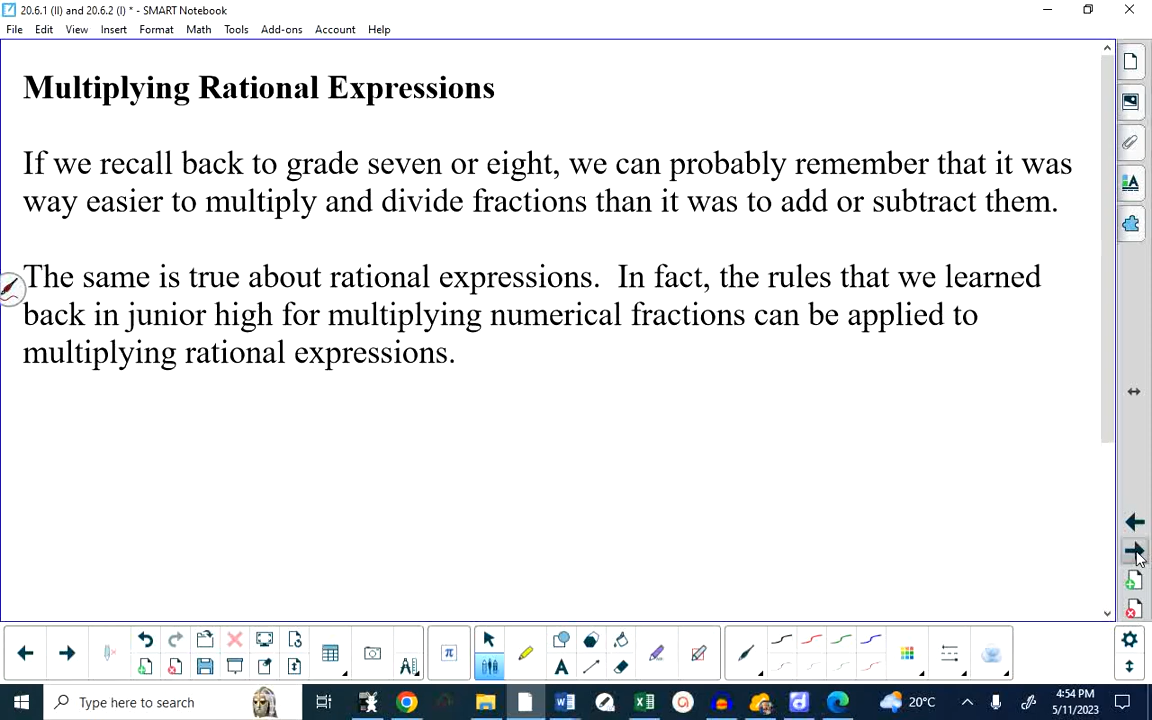 20.6.1 (II) and 20.6.2 (I) * - SMART Notebook
File Edit View Insert Format Math Tools Add-ons Account Help
Multiplying Rational Expressions
If we recall back to grade seven or eight, we can probably remember that it was
way easier to multiply and divide fractions than it was to add or subtract them.
The same is true about rational expressions. In fact, the rules that we learned
back in junior high for multiplying numerical fractions can be applied to
multiplying rational expressions.
Type here to search
20°C
4:54 PM
5/11/2023